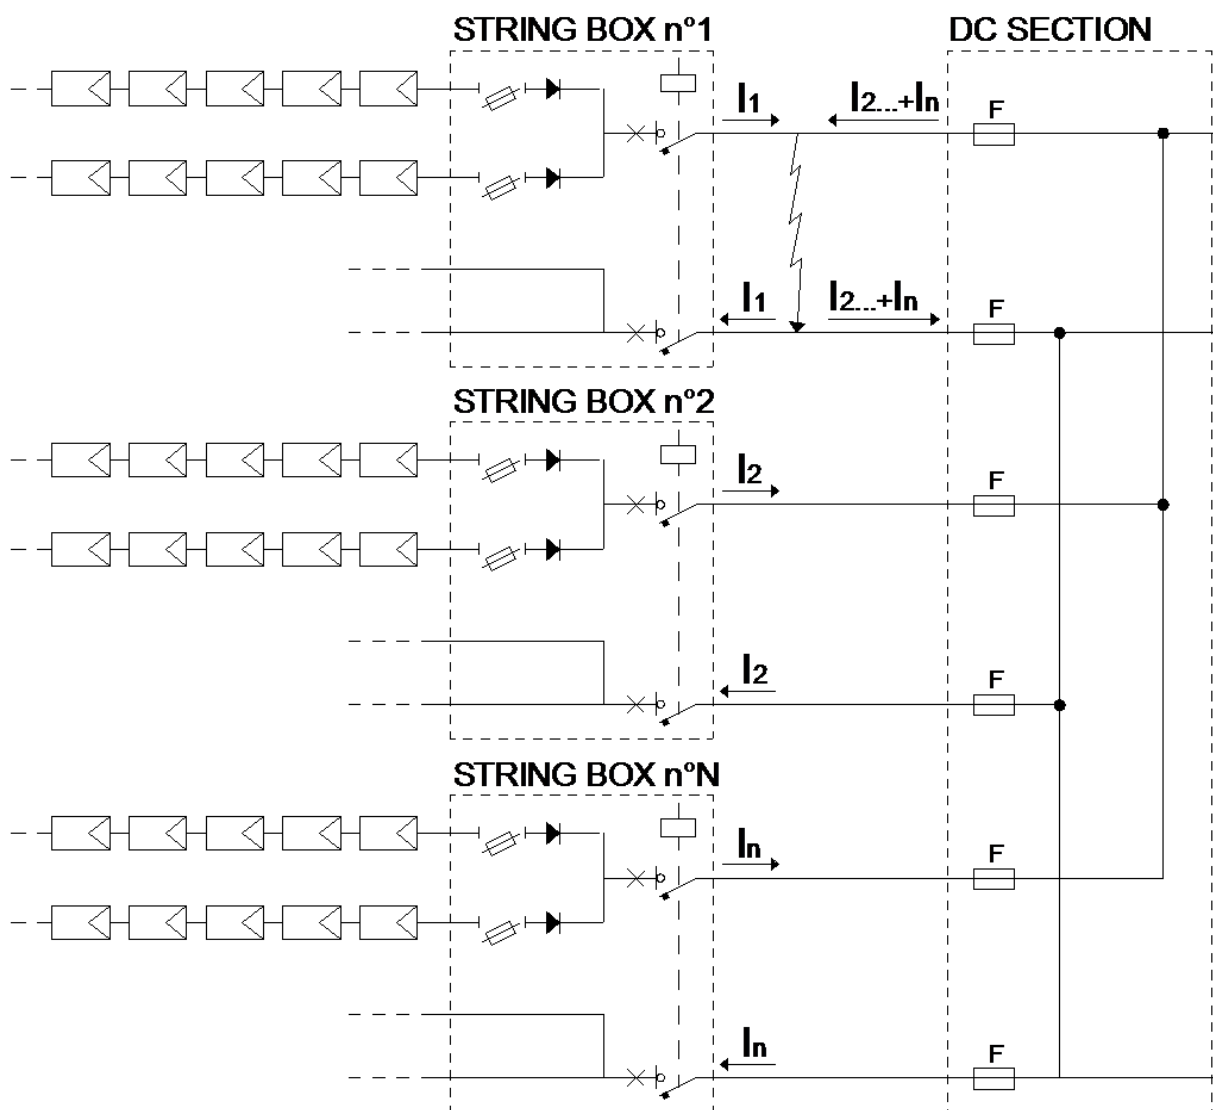 STRING BOX nº1
DC SECTION
I1
I2...+In
F
I1
I2...+In
F
STRING BOX nº2
I2
F
I2
F
STRING BOX nºN
In
F
In
F